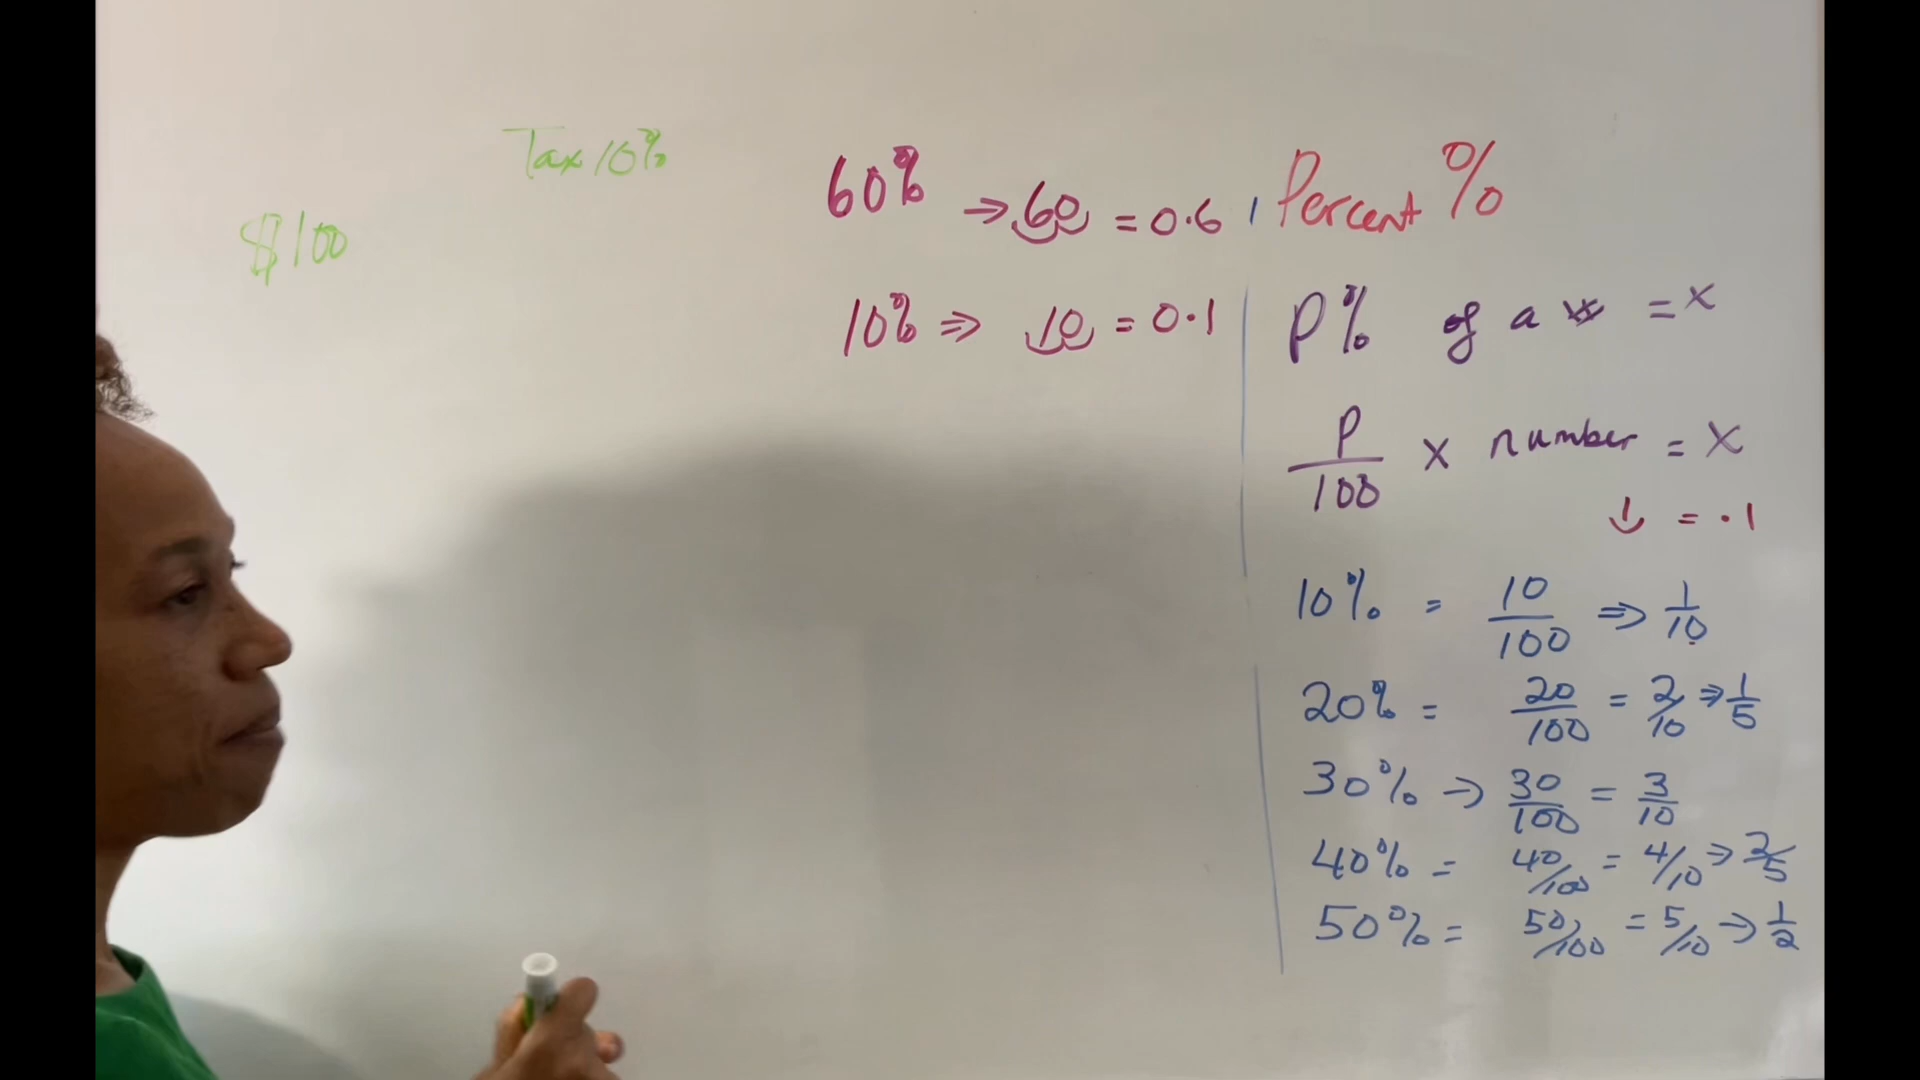 Tax 10%
$100
60% → 60 = 0.6
10% ⇒ 10 = 0.1
Percent %
P% of a = x
P/100 x number = x
1 = .1
10% = 10/100 ⇒ 1/10
20% = 20/100 = 2/10 ⇒ 1/5
30% → 30/100 = 3/10
40% = 40/100 = 4/10 ⇒ 2/5
50% = 50/100 = 5/10 → 1/2